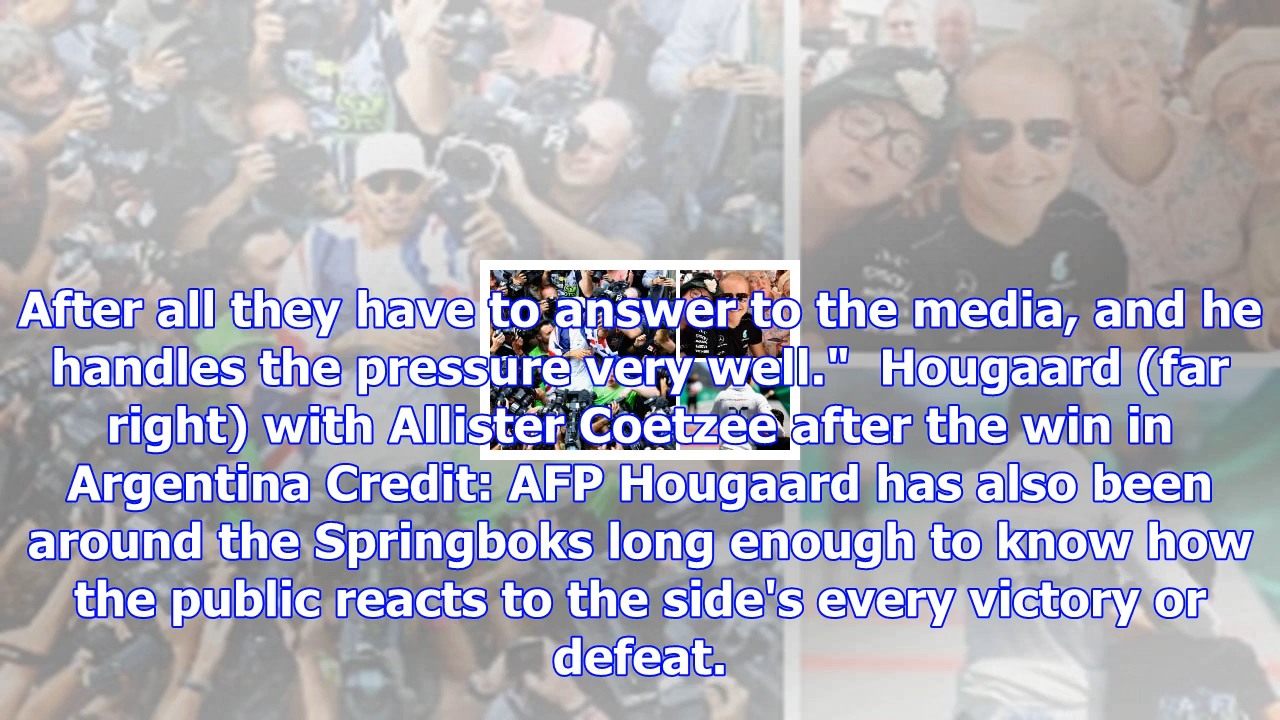 After all they have to answer to the media, and he
handles the pressure very well."  Hougaard (far
right) with Allister Coetzee after the win in
Argentina Credit: AFP Hougaard has also been
around the Springboks long enough to know how
the public reacts to the side's every victory or
defeat.